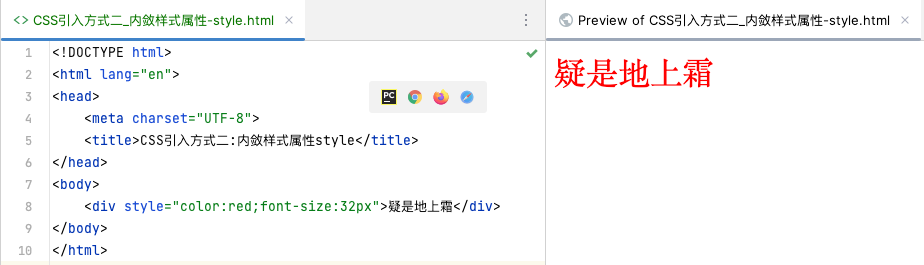 <> CSS引入方式二_内敛样式属性-style.html ×
Preview of CSS引入方式二_内敛样式属性-style.html ×
1 <!DOCTYPE html>
2 <html lang="en">
3 <head>
PC
4 <meta charset="UTF-8">
5 <title>CSS引入方式二:内敛样式属性style</title>
6 </head>
7 <body>
8 <div style="color:red;font-size:32px">疑是地上霜</div>
9 </body>
10 </html>
疑是地上霜